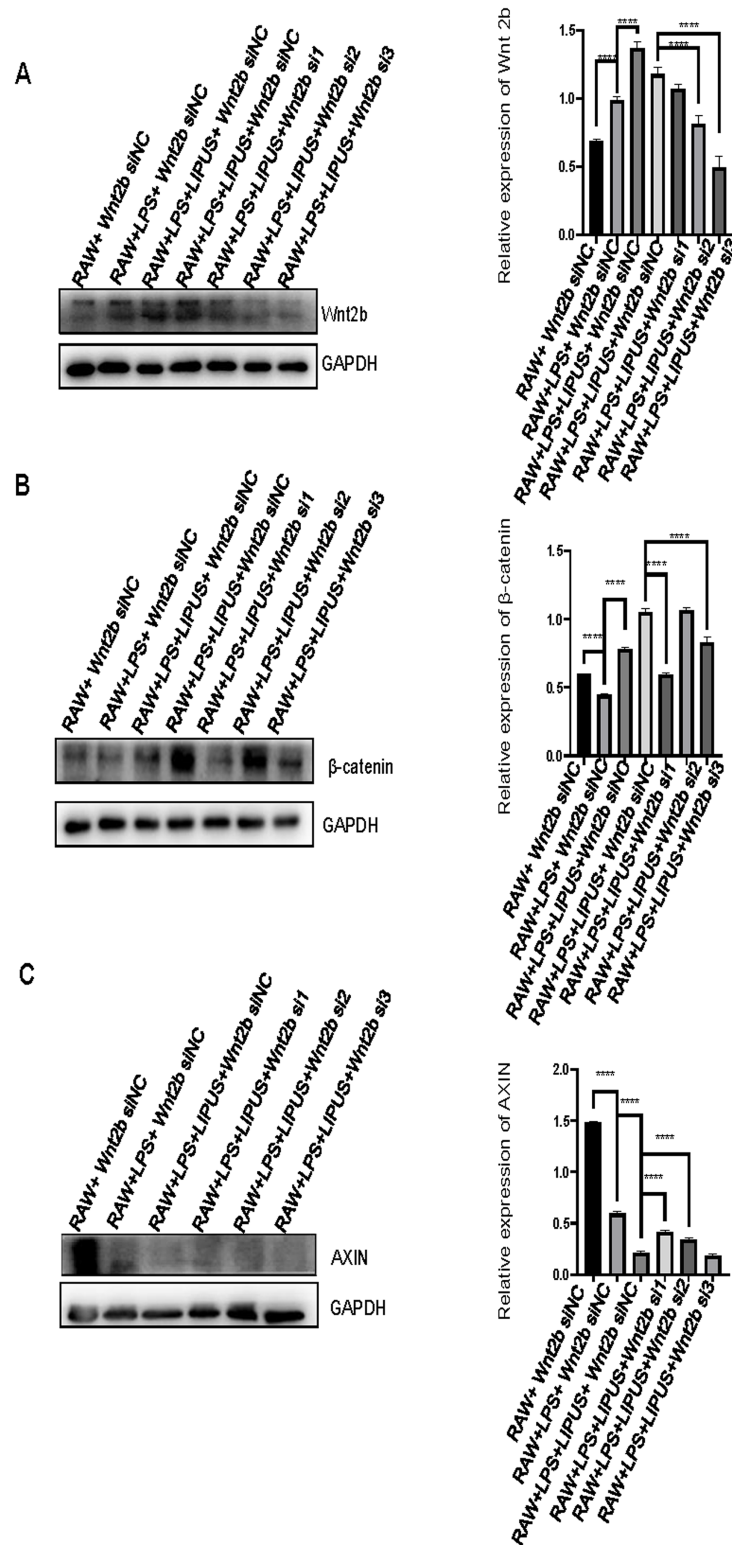 A
RAW+ Wnt2b siNC
RAW+LPS+ Wnt2b siNC
RAW+LPS+LIPUS+ Wnt2b siNC
RAW+LPS+LIPUS+Wnt2b siNC
RAW+LPS+LIPUS+Wnt2b si1
RAW+LPS+LIPUS+Wnt2b si2
RAW+LPS+LIPUS+Wnt2b si3
Wnt2b
GAPDH
Relative expression of Wnt 2b
1.5
1.0
0.5
0.0
****
****
****
****
RAW+ Wnt2b siNC
RAW+LPS+ Wnt2b siNC
RAW+LPS+LIPUS+ Wnt2b siNC
RAW+LPS+LIPUS+Wnt2b siNC
RAW+LPS+LIPUS+Wnt2b si1
RAW+LPS+LIPUS+Wnt2b si2
RAW+LPS+LIPUS+Wnt2b si3
B
RAW+ Wnt2b siNC
RAW+LPS+ Wnt2b siNC
RAW+LPS+LIPUS+ Wnt2b siNC
RAW+LPS+LIPUS+Wnt2b siNC
RAW+LPS+LIPUS+Wnt2b si1
RAW+LPS+LIPUS+Wnt2b si2
RAW+LPS+LIPUS+Wnt2b si3
β-catenin
GAPDH
Relative expression of β-catenin
1.5
1.0
0.5
0.0
****
****
****
****
RAW+ Wnt2b siNC
RAW+LPS+ Wnt2b siNC
RAW+LPS+LIPUS+Wnt2b siNC
RAW+LPS+LIPUS+ Wnt2b siNC
RAW+LPS+LIPUS+Wnt2b si1
RAW+LPS+LIPUS+Wnt2b si2
RAW+LPS+LIPUS+Wnt2b si3
C
RAW+ Wnt2b siNC
RAW+LPS+ Wnt2b siNC
RAW+LPS+LIPUS+Wnt2b siNC
RAW+LPS+LIPUS+Wnt2b si1
RAW+LPS+LIPUS+Wnt2b si2
RAW+LPS+LIPUS+Wnt2b si3
AXIN
GAPDH
Relative expression of AXIN
2.0
1.5
1.0
0.5
0.0
****
****
****
****
RAW+ Wnt2b siNC
RAW+LPS+ Wnt2b siNC
RAW+LPS+LIPUS+ Wnt2b siNC
RAW+LPS+LIPUS+Wnt2b si1
RAW+LPS+LIPUS+Wnt2b si2
RAW+LPS+LIPUS+Wnt2b si3